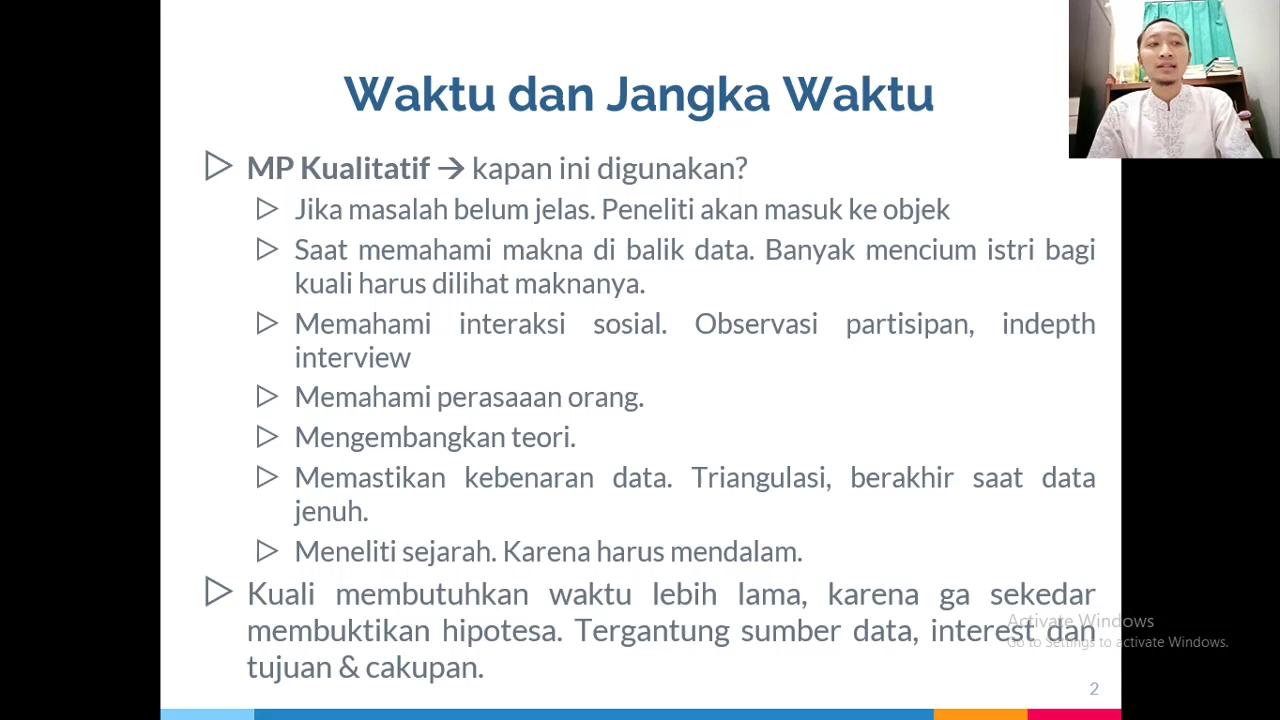 Waktu dan Jangka Waktu
MP Kualitatif → kapan ini digunakan?
Jika masalah belum jelas. Peneliti akan masuk ke objek
Saat memahami makna di balik data. Banyak mencium istri bagi
kuali harus dilihat maknanya.
Memahami interaksi sosial. Observasi partisipan, indepth
interview
Memahami perasaaan orang.
Mengembangkan teori.
Memastikan kebenaran data. Triangulasi, berakhir saat data
jenuh.
Meneliti sejarah. Karena harus mendalam.
Kuali membutuhkan waktu lebih lama, karena ga sekedar
membuktikan hipotesa. Tergantung sumber data, interest dan
tujuan & cakupan.
Activate Windows
Go to Settings to activate Windows.
2